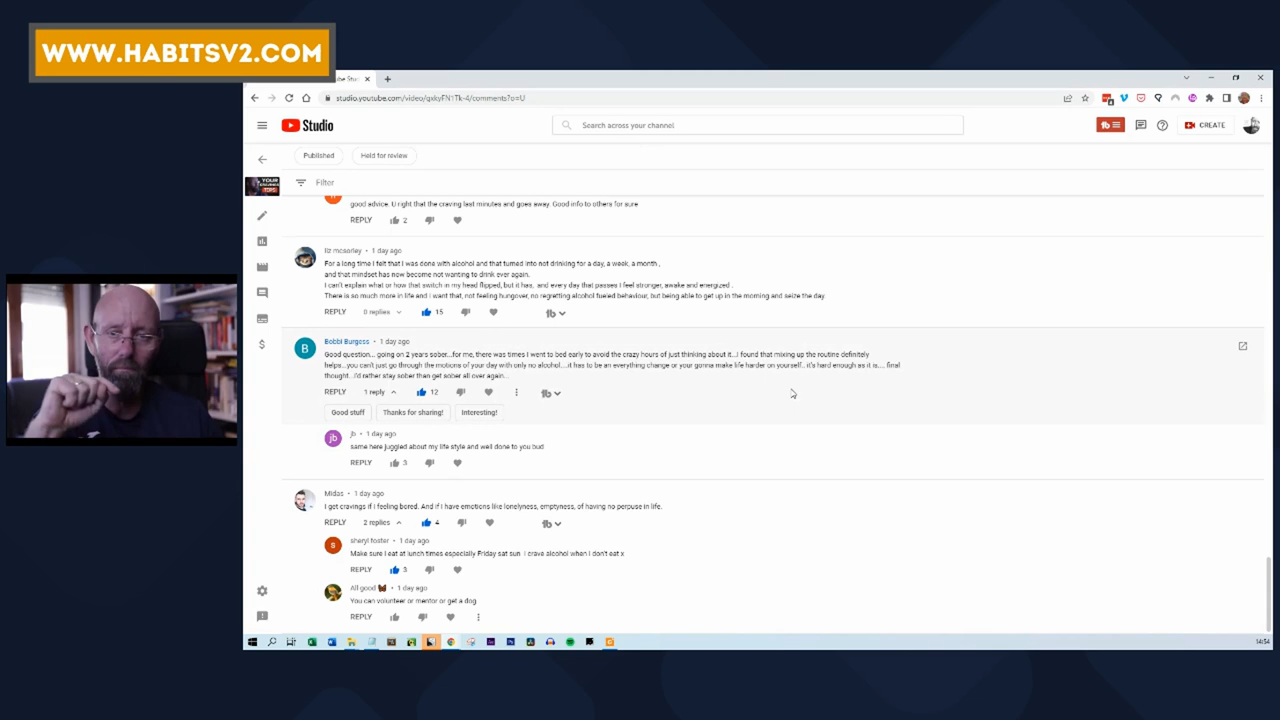 WWW.HABITSV2.COM
studio.youtube.com/video/qxkyFN1Tk-4/comments?o=U
Studio
Search across your channel
CREATE
Published
Held for review
Filter
good advice. U right that the craving last minutes and goes away. Good info to others for sure
REPLY 2
liz mcsorley • 1 day ago
For a long time I felt that I was done with alcohol and that turned into not drinking for a day, a week, a month ,
and that mindset has now become not wanting to drink ever again.
I can't explain what or how that switch in my head flipped, but it has, and every day that passes I feel stronger, awake and energized .
There is so much more in life and I want that, not feeling hungover, no regretting alcohol fueled behaviour, but being able to get up in the morning and seize the day
REPLY 0 replies 15
B
Bobbi Burgess • 1 day ago
Good question... going on 2 years sober...for me, there was times I went to bed early to avoid the crazy hours of just thinking about it...i found that mixing up the routine definitely
helps...you can't just go through the motions of your day with only no alcohol....it has to be an everything change or your gonna make life harder on yourself.. it's hard enough as it is.... final
thought...i'd rather stay sober than get sober all over again...
REPLY 1 reply 12
Good stuff
Thanks for sharing!
Interesting!
jb
jb • 1 day ago
same here juggled about my life style and well done to you bud
REPLY 3
Midas • 1 day ago
I get cravings if I feeling bored. And if I have emotions like lonelyness, emptyness, of having no perpuse in life.
REPLY 2 replies 4
s
sheryl foster • 1 day ago
Make sure I eat at lunch times especially Friday sat sun I crave alcohol when I don't eat x
REPLY 3
All good • 1 day ago
You can volunteer or mentor or get a dog
REPLY
14:54